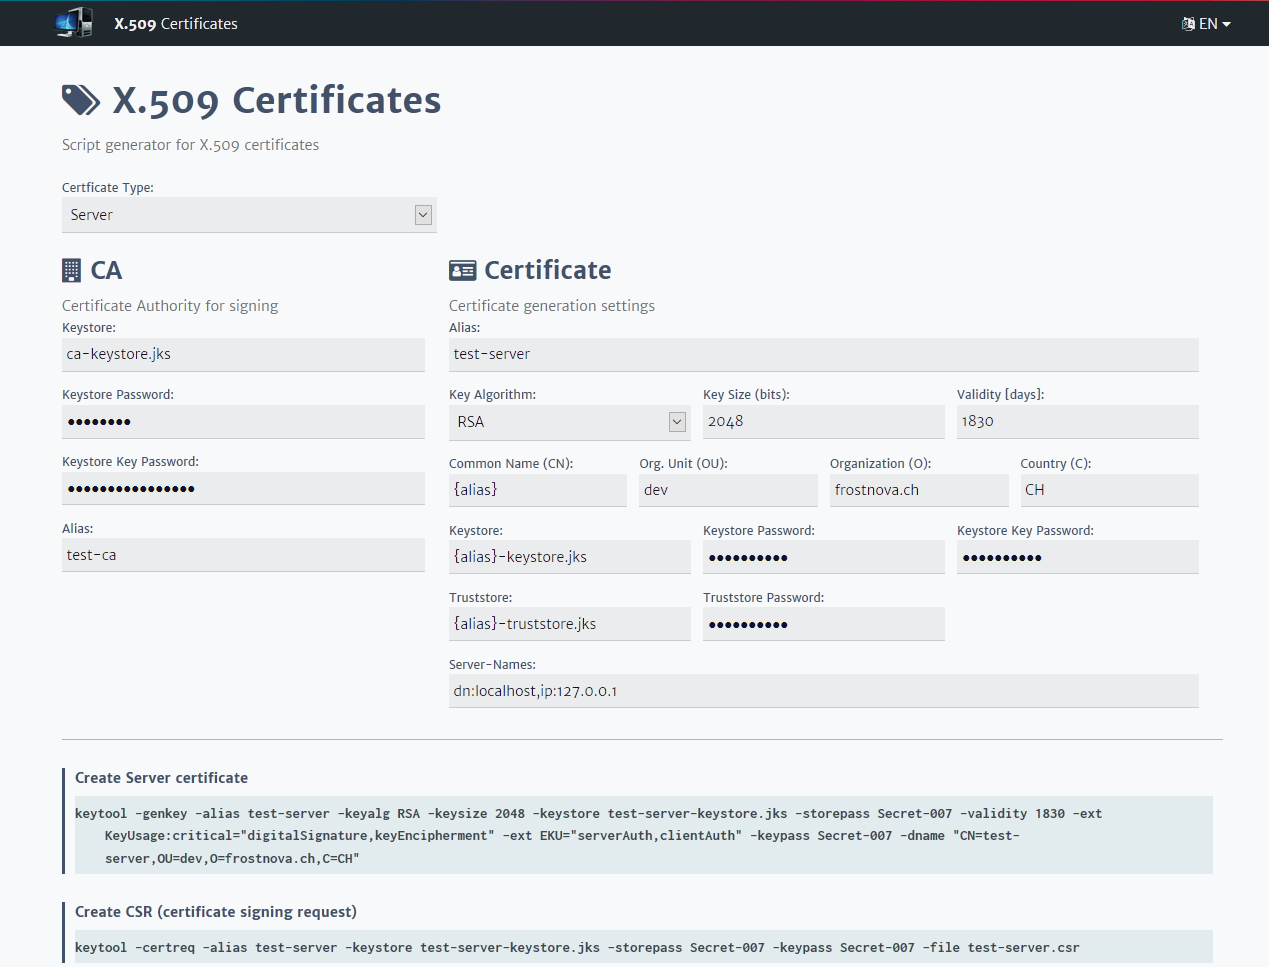 X.509 Certificates
EN
X.509 Certificates
Script generator for X.509 certificates
Certficate Type:
Server
CA
Certificate Authority for signing
Keystore:
ca-keystore.jks
Keystore Password:
••••••••
Keystore Key Password:
••••••••••••••••
Alias:
test-ca
Certificate
Certificate generation settings
Alias:
test-server
Key Algorithm: Key Size (bits): Validity [days]:
RSA 2048 1830
Common Name (CN): Org. Unit (OU): Organization (O): Country (C):
{alias} dev frostnova.ch CH
Keystore: Keystore Password: Keystore Key Password:
{alias}-keystore.jks •••••••••• ••••••••••
Truststore: Truststore Password:
{alias}-truststore.jks ••••••••••
Server-Names:
dn:localhost,ip:127.0.0.1
Create Server certificate
keytool -genkey -alias test-server -keyalg RSA -keysize 2048 -keystore test-server-keystore.jks -storepass Secret-007 -validity 1830 -ext
KeyUsage:critical="digitalSignature,keyEncipherment" -ext EKU="serverAuth,clientAuth" -keypass Secret-007 -dname "CN=test-
server,OU=dev,O=frostnova.ch,C=CH"
Create CSR (certificate signing request)
keytool -certreq -alias test-server -keystore test-server-keystore.jks -storepass Secret-007 -keypass Secret-007 -file test-server.csr